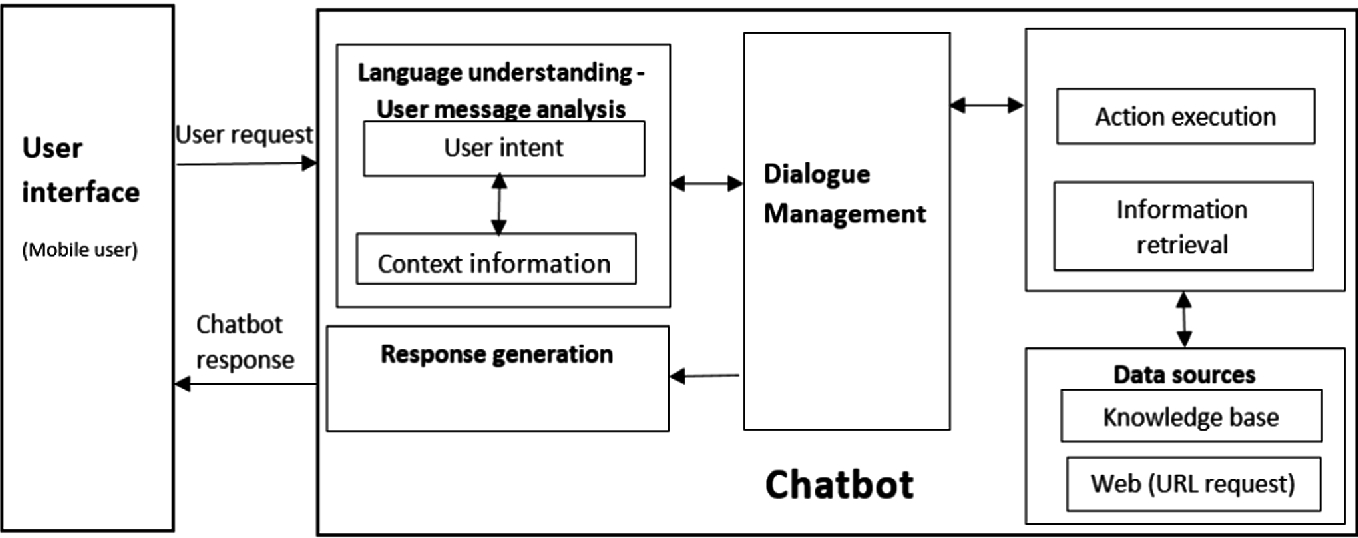 User
interface
(Mobile user)
User request
Chatbot
response
Language understanding -
User message analysis
User intent
Context information
Response generation
Dialogue
Management
Action execution
Information
retrieval
Data sources
Knowledge base
Web (URL request)
Chatbot